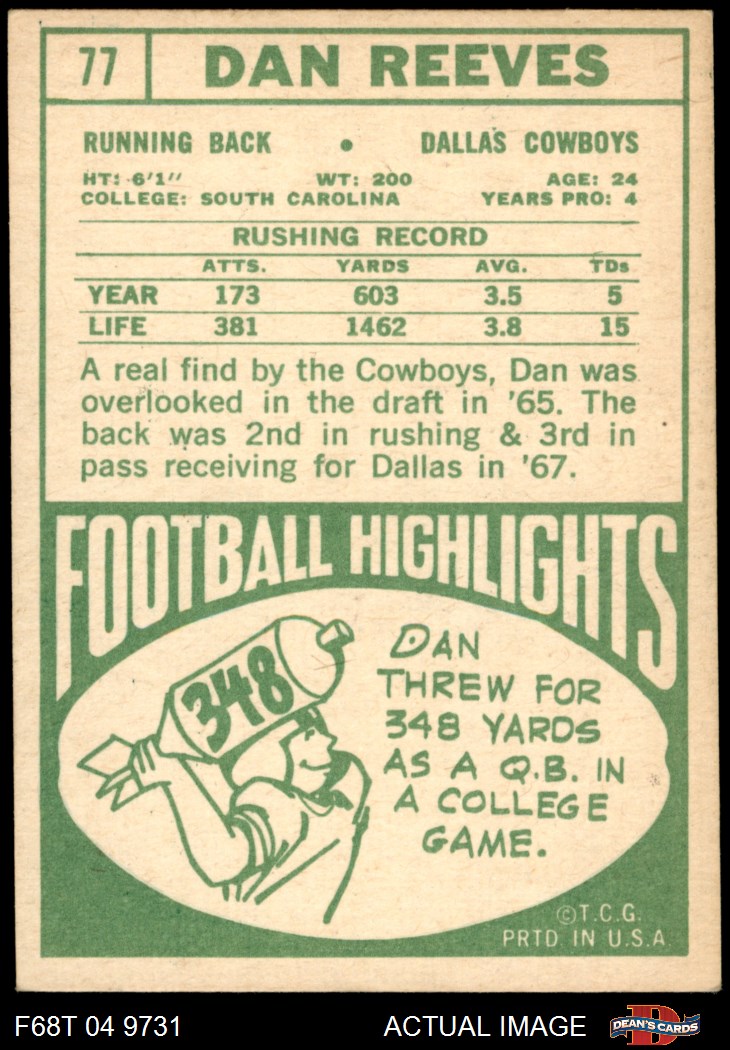 77 DAN REEVES
RUNNING BACK • DALLAS COWBOYS
HT: 6'1" WT: 200 AGE: 24
COLLEGE: SOUTH CAROLINA YEARS PRO: 4
RUSHING RECORD
ATTS. YARDS AVG. TDs
YEAR 173 603 3.5 5
LIFE 381 1462 3.8 15
A real find by the Cowboys, Dan was
overlooked in the draft in '65. The
back was 2nd in rushing & 3rd in
pass receiving for Dallas in '67.
FOOTBALL HIGHLIGHTS
348
DAN
THREW FOR
348 YARDS
AS A Q.B. IN
A COLLEGE
GAME.
©T.C.G.
PRTD. IN U.S.A.
F68T 04 9731 ACTUAL IMAGE D DEAN'S CARDS